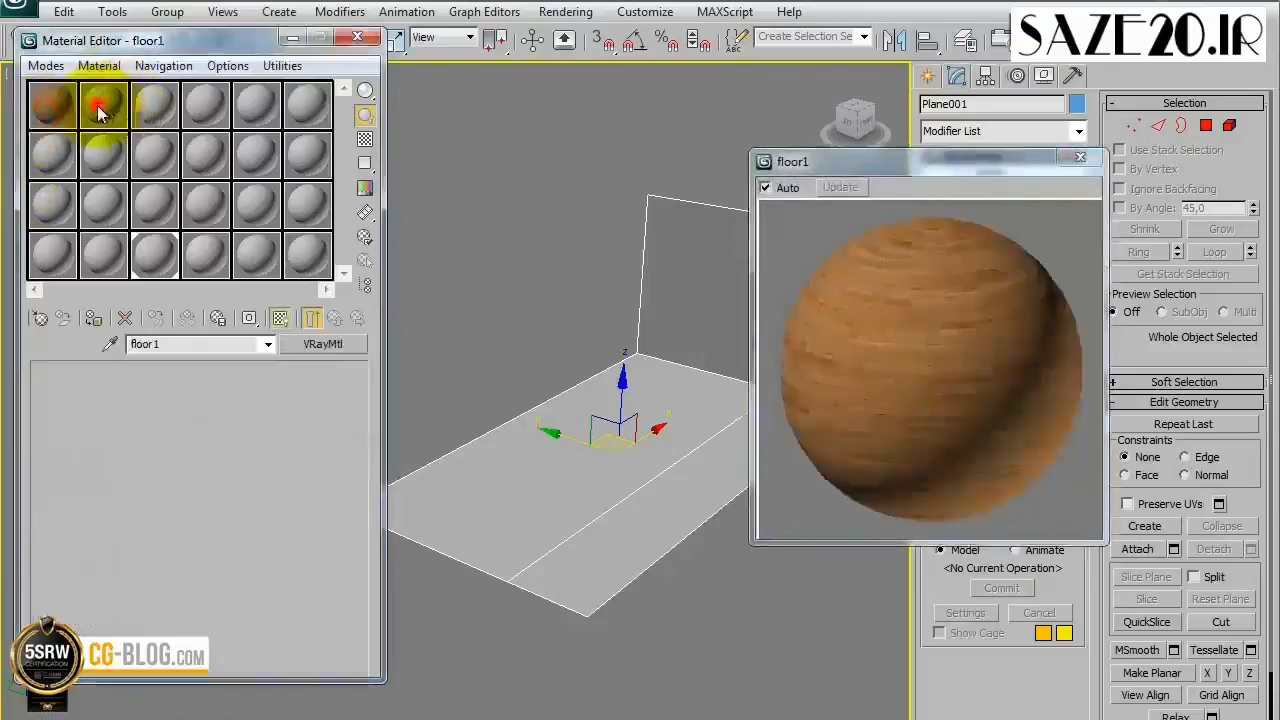 Edit Tools Group Views Create Modifiers Animation Graph Editors Rendering Customize MAXScript Help
SAZE20.IR
Material Editor - floor1
View
3
%
Create Selection Se
Modes Material Navigation Options Utilities
Plane001
Modifier List
floor1
Auto Update
floor1
VRayMtl
z
x
Selection
Use Stack Selection
By Vertex
Ignore Backfacing
By Angle: 45,0
Shrink Grow
Ring Loop
Get Stack Selection
Preview Selection
Off SubObj Multi
Whole Object Selected
Soft Selection
Edit Geometry
Repeat Last
Constraints
None Edge
Face Normal
Preserve UVs
Create Collapse
Attach Detach
Slice Plane Split
Slice Reset Plane
QuickSlice Cut
MSmooth Tessellate
Make Planar X Y Z
View Align Grid Align
Relax
Model Animate
<No Current Operation>
Commit
Settings Cancel
Show Cage
5SRW
CERTIFICATION
CG-BLOG.COM